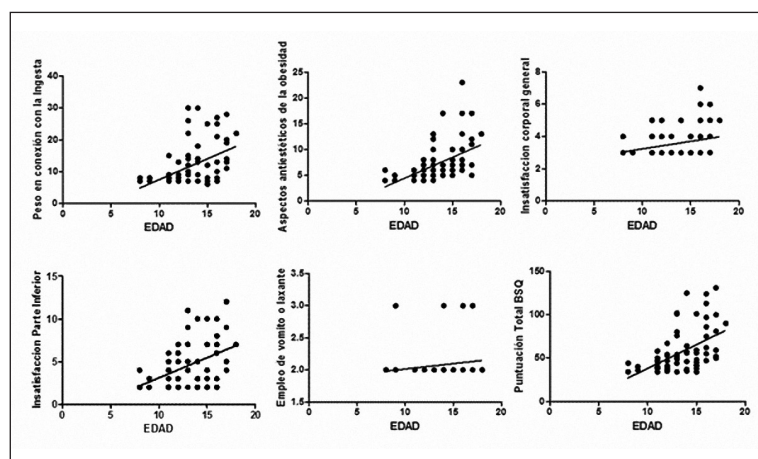 Peso en conexión con la Ingesta
40
30
20
10
0
0 5 10 15 20
EDAD
Aspectos antiestéticos de la obesidad
25
20
15
10
5
0
0 5 10 15 20
EDAD
Insatisfaccion corporal general
8
6
4
2
0
0 5 10 15 20
EDAD
Insatisfaccion Parte Inferior
15
10
5
0
0 5 10 15 20
EDAD
Empleo de vomito o laxante
3.5
3.0
2.5
2.0
1.5
0 5 10 15 20
EDAD
Puntuación Total BSQ
150
100
50
0
0 5 10 15 20
EDAD